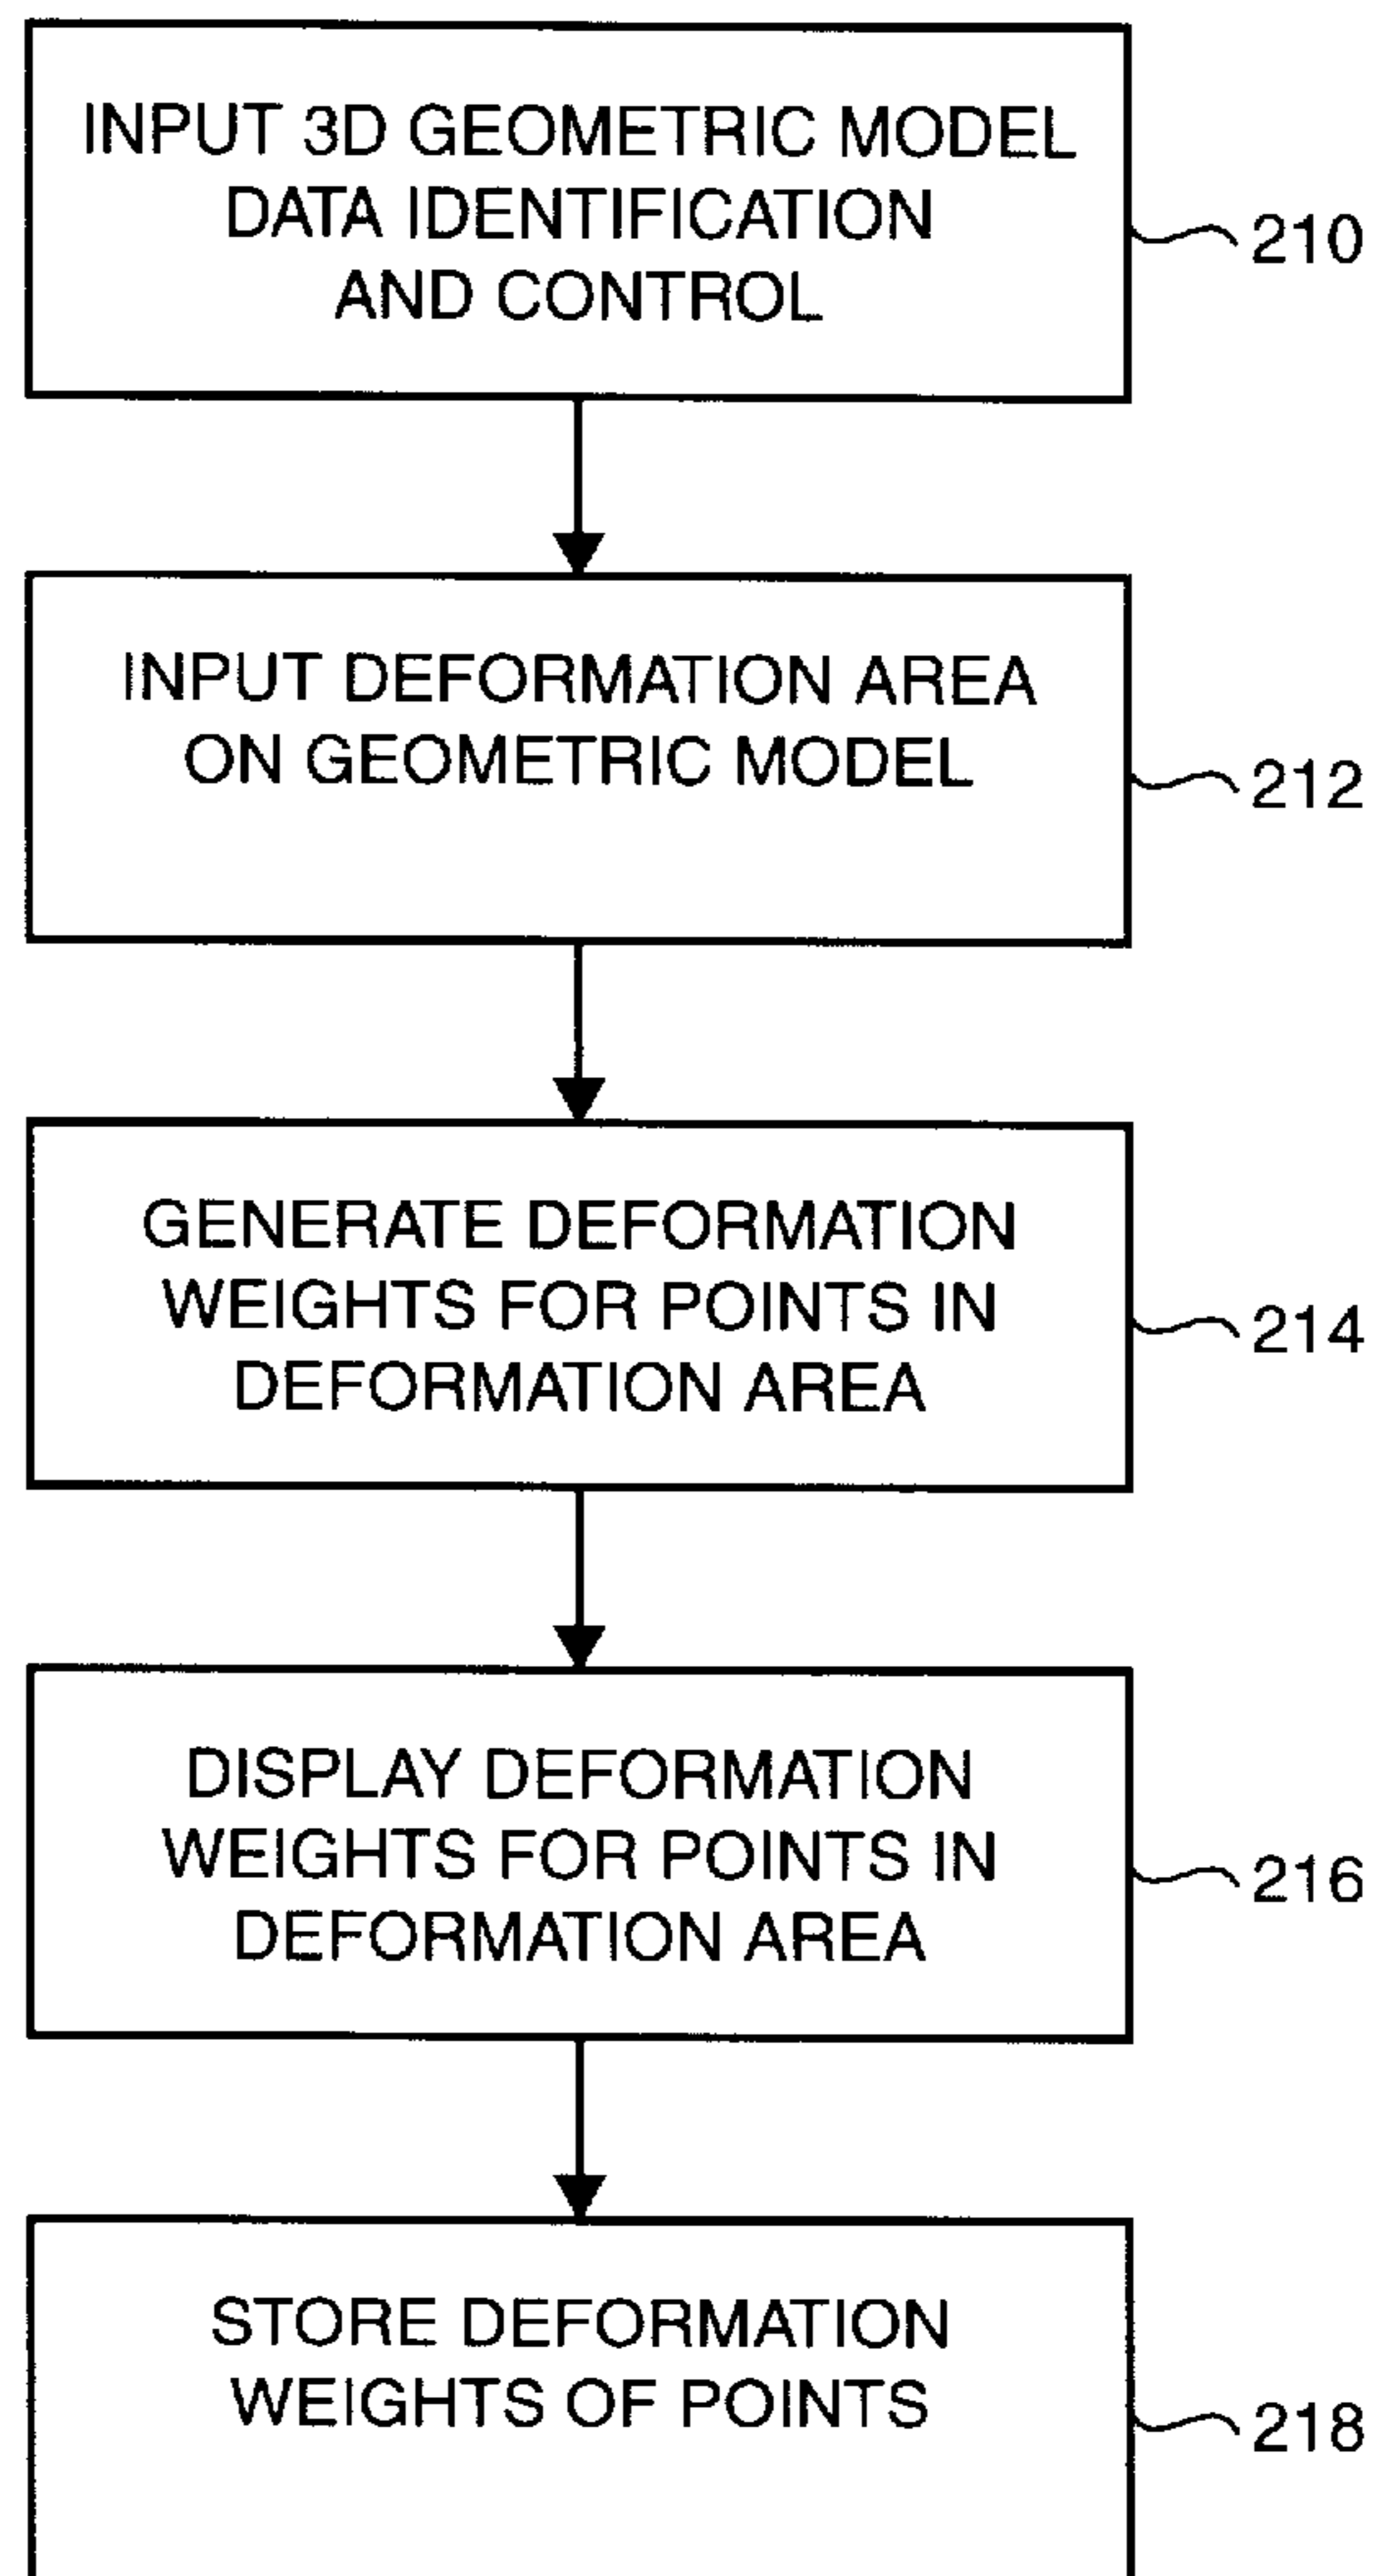 INPUT 3D GEOMETRIC MODEL
DATA IDENTIFICATION
AND CONTROL
210
INPUT DEFORMATION AREA
ON GEOMETRIC MODEL
212
GENERATE DEFORMATION
WEIGHTS FOR POINTS IN
DEFORMATION AREA
214
DISPLAY DEFORMATION
WEIGHTS FOR POINTS IN
DEFORMATION AREA
216
STORE DEFORMATION
WEIGHTS OF POINTS
218